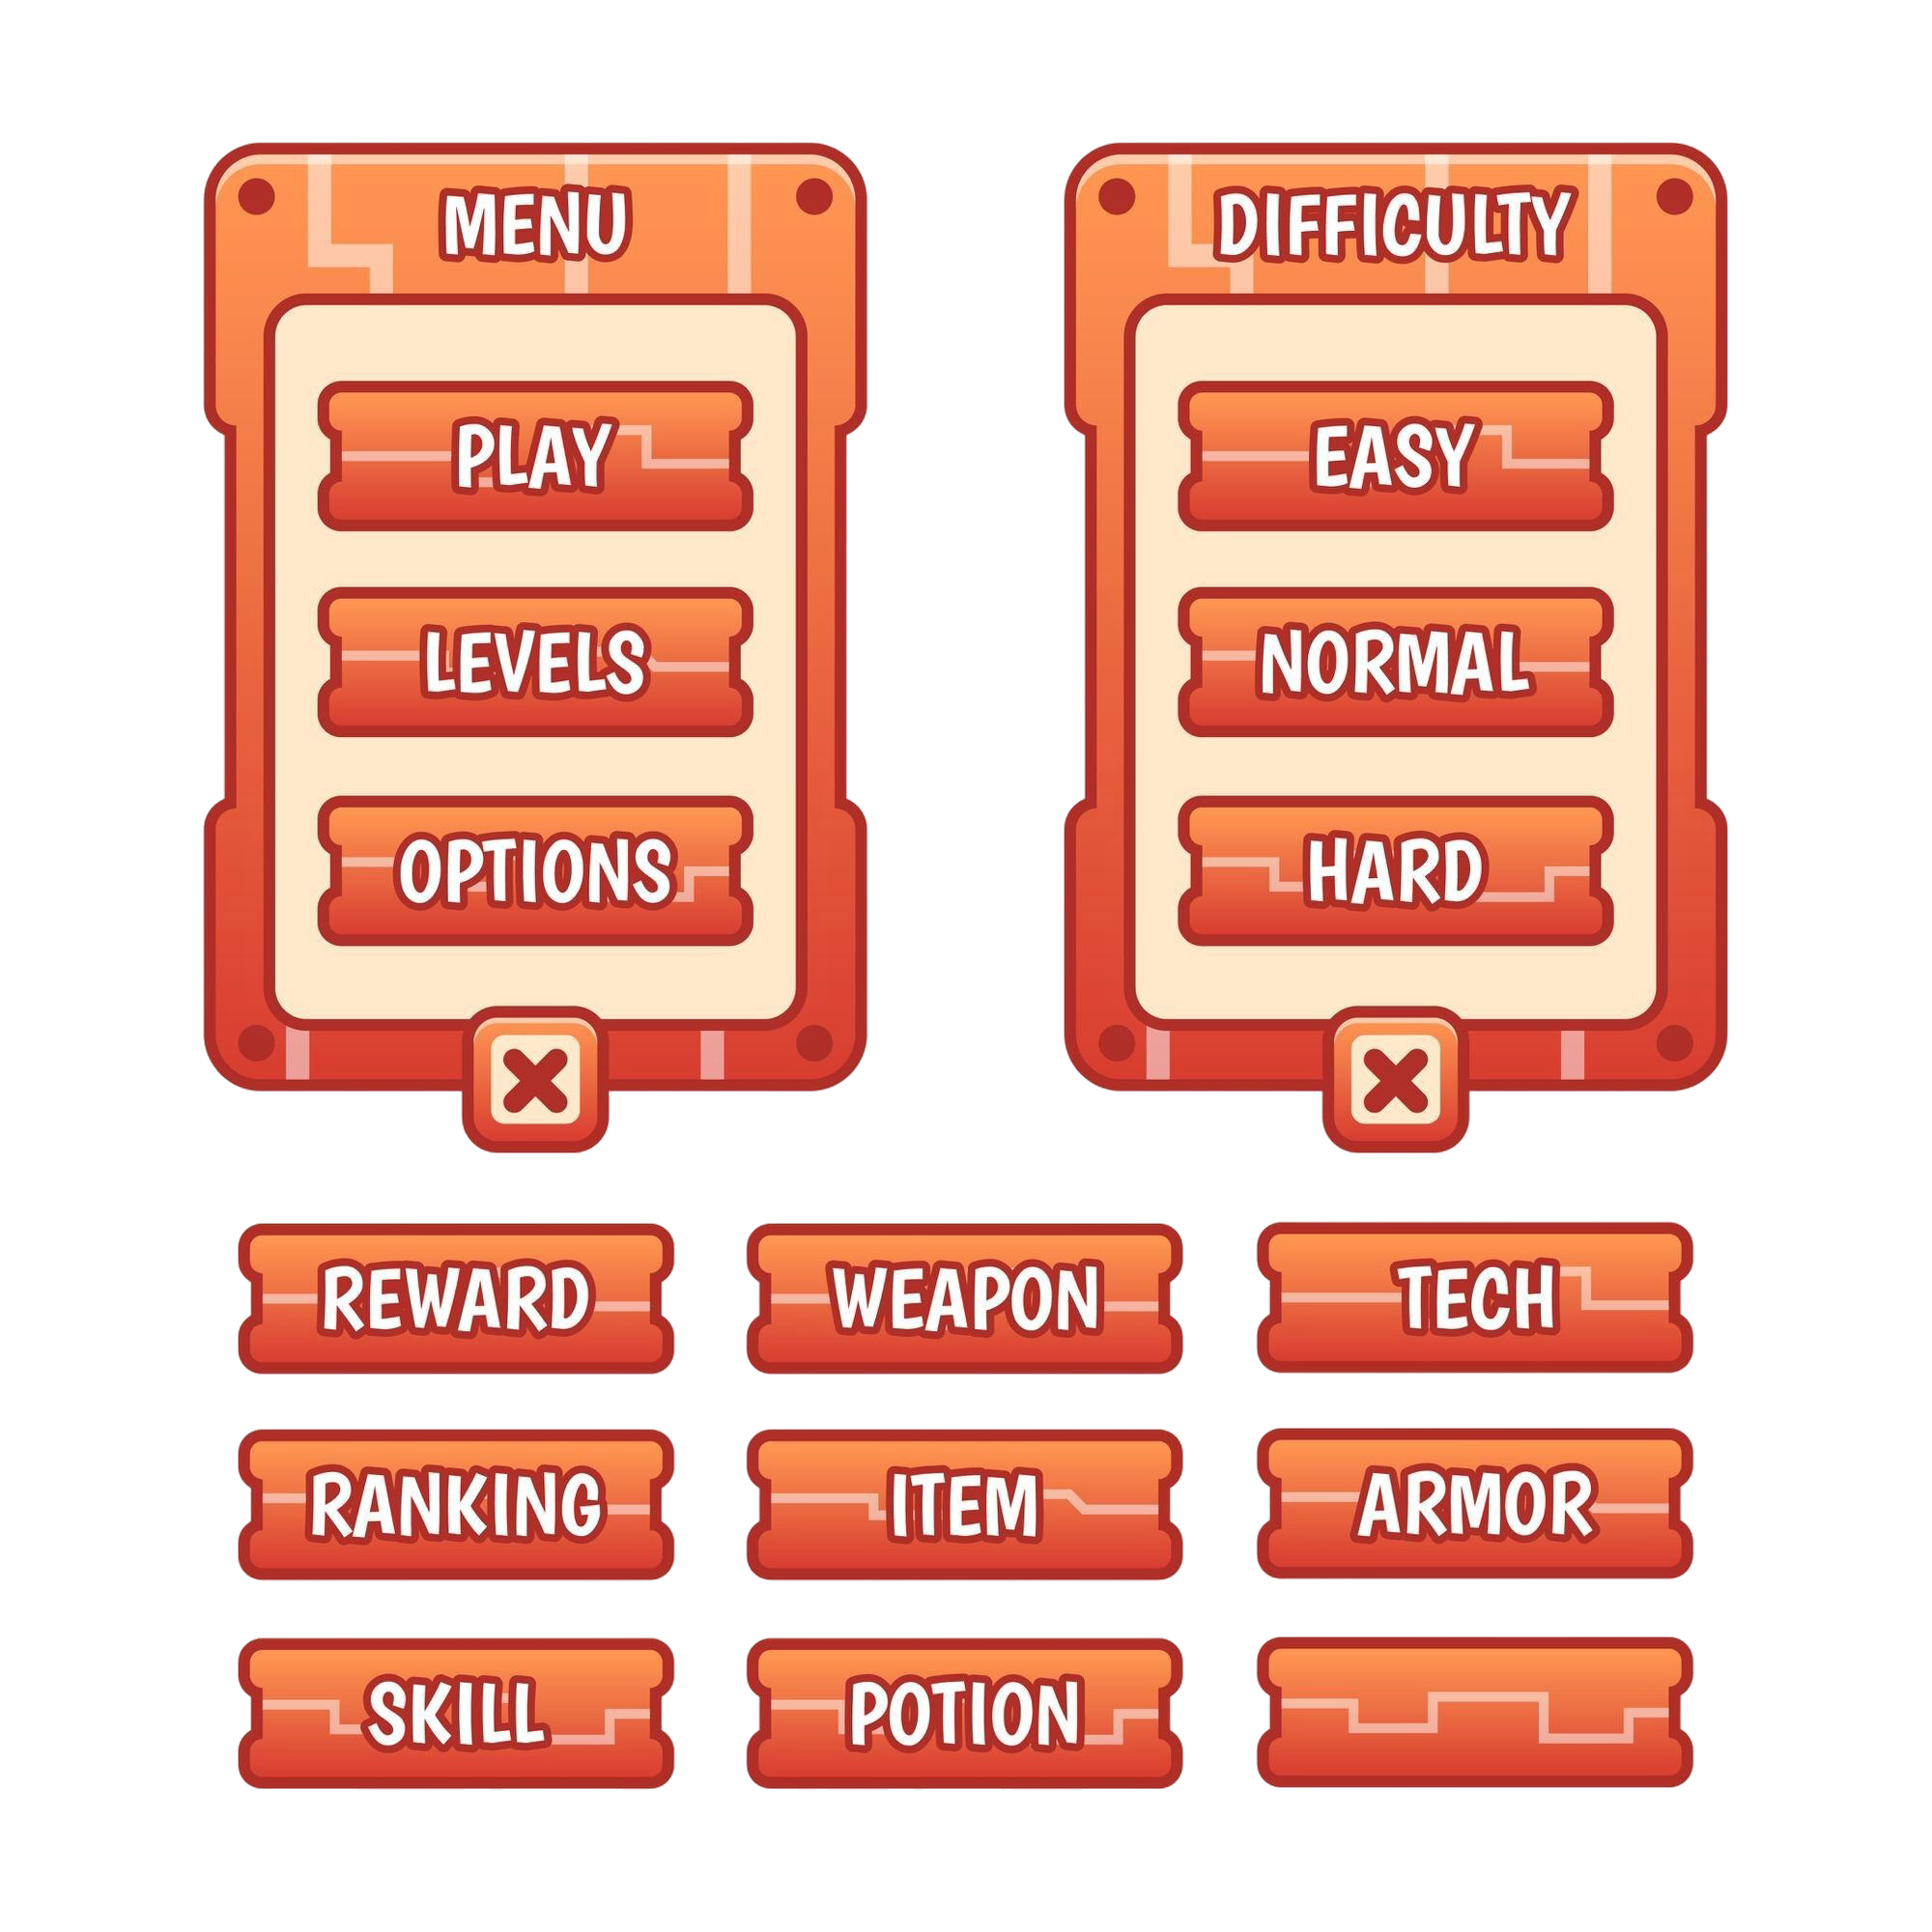 MENU
PLAY
LEVELS
OPTIONS
DIFFICULTY
EASY
NORMAL
HARD
REWARD
WEAPON
TECH
RANKING
ITEM
ARMOR
SKILL
POTION